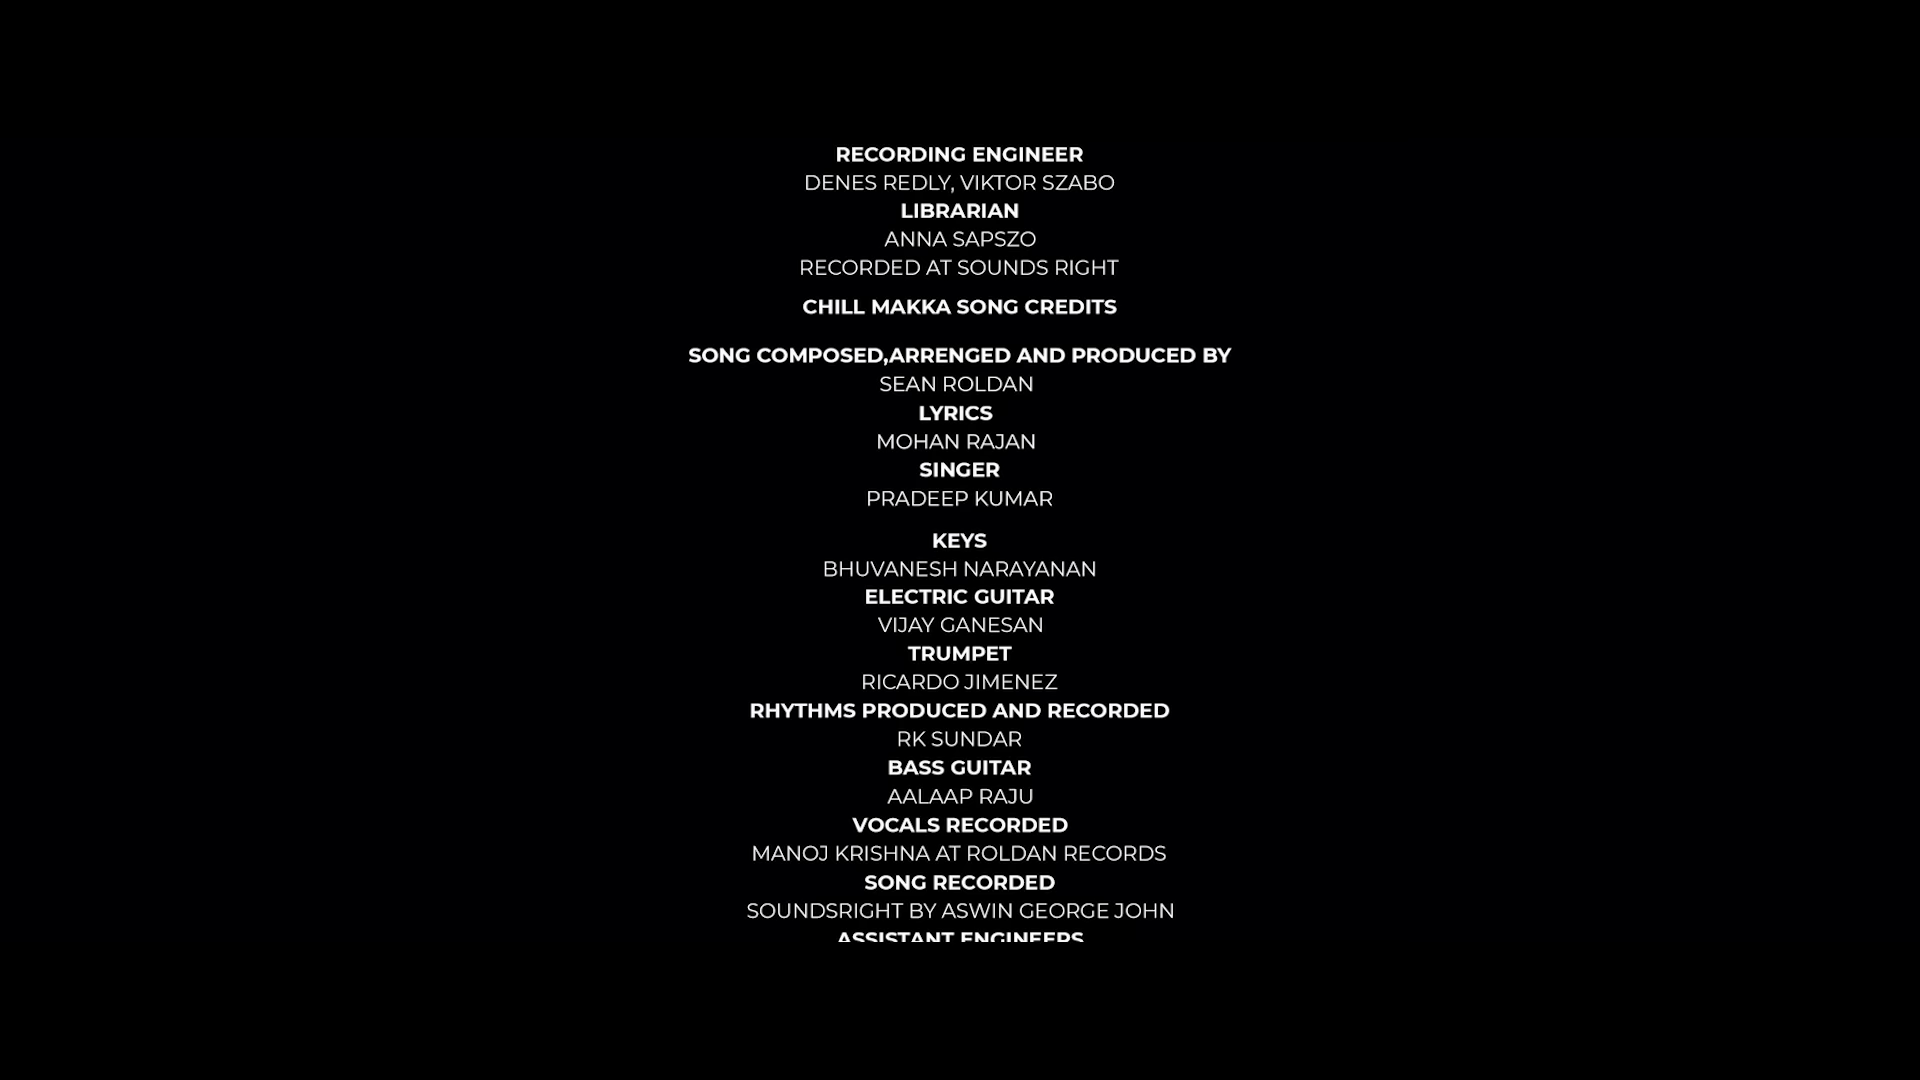 RECORDING ENGINEER
DENES REDLY, VIKTOR SZABO
LIBRARIAN
ANNA SAPSZO
RECORDED AT SOUNDS RIGHT
CHILL MAKKA SONG CREDITS
SONG COMPOSED,ARRENGED AND PRODUCED BY
SEAN ROLDAN
LYRICS
MOHAN RAJAN
SINGER
PRADEEP KUMAR
KEYS
BHUVANESH NARAYANAN
ELECTRIC GUITAR
VIJAY GANESAN
TRUMPET
RICARDO JIMENEZ
RHYTHMS PRODUCED AND RECORDED
RK SUNDAR
BASS GUITAR
AALAAP RAJU
VOCALS RECORDED
MANOJ KRISHNA AT ROLDAN RECORDS
SONG RECORDED
SOUNDSRIGHT BY ASWIN GEORGE JOHN
ASSISTANT ENGINEERS